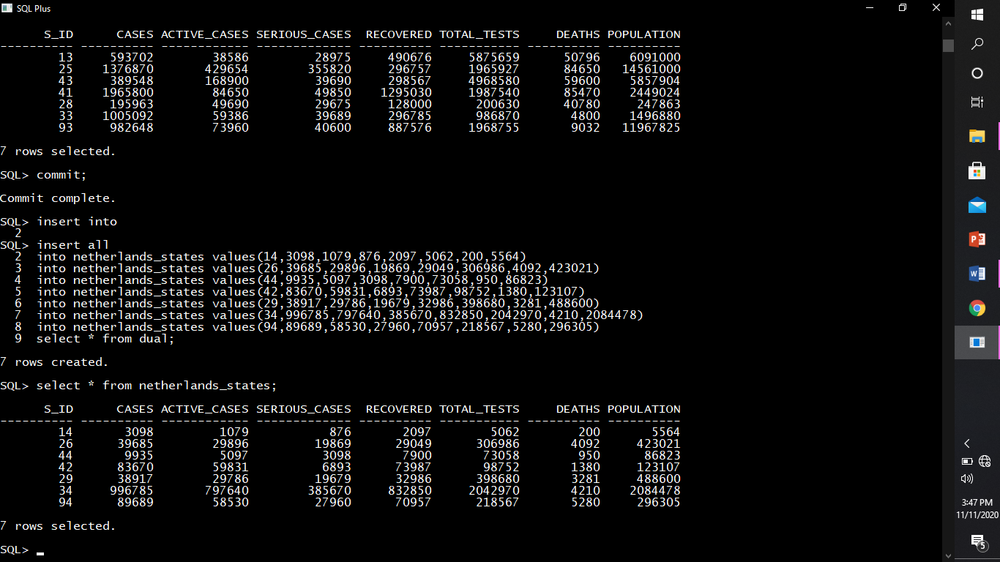 SQL Plus
S_ID CASES ACTIVE_CASES SERIOUS_CASES RECOVERED TOTAL_TESTS DEATHS POPULATION
---------- ---------- ------------ ------------- ---------- ----------- ---------- ----------
13 593702 38586 28975 490676 5875659 50796 6091000
25 1376870 429654 355820 296757 1965927 84650 14561000
43 389548 168900 39690 298567 4968580 59600 5857904
41 1965800 84650 49850 1295030 1987540 85470 2449024
28 195963 49690 29675 128000 200630 40780 247863
33 1005092 59386 39689 296785 986870 4800 1496880
93 982648 73960 40600 887576 1968755 9032 11967825
7 rows selected.
SQL> commit;
Commit complete.
SQL> insert into
2
SQL> insert all
2 into netherlands_states values(14,3098,1079,876,2097,5062,200,5564)
3 into netherlands_states values(26,39685,29896,19869,29049,306986,4092,423021)
4 into netherlands_states values(44,9935,5097,3098,7900,73058,950,86823)
5 into netherlands_states values(42,83670,59831,6893,73987,98752,1380,123107)
6 into netherlands_states values(29,38917,29786,19679,32986,398680,3281,488600)
7 into netherlands_states values(34,996785,797640,385670,832850,2042970,4210,2084478)
8 into netherlands_states values(94,89689,58530,27960,70957,218567,5280,296305)
9 select * from dual;
7 rows created.
SQL> select * from netherlands_states;
S_ID CASES ACTIVE_CASES SERIOUS_CASES RECOVERED TOTAL_TESTS DEATHS POPULATION
---------- ---------- ------------ ------------- ---------- ----------- ---------- ----------
14 3098 1079 876 2097 5062 200 5564
26 39685 29896 19869 29049 306986 4092 423021
44 9935 5097 3098 7900 73058 950 86823
42 83670 59831 6893 73987 98752 1380 123107
29 38917 29786 19679 32986 398680 3281 488600
34 996785 797640 385670 832850 2042970 4210 2084478
94 89689 58530 27960 70957 218567 5280 296305
7 rows selected.
SQL>
P
W
3:47 PM
11/11/2020
5